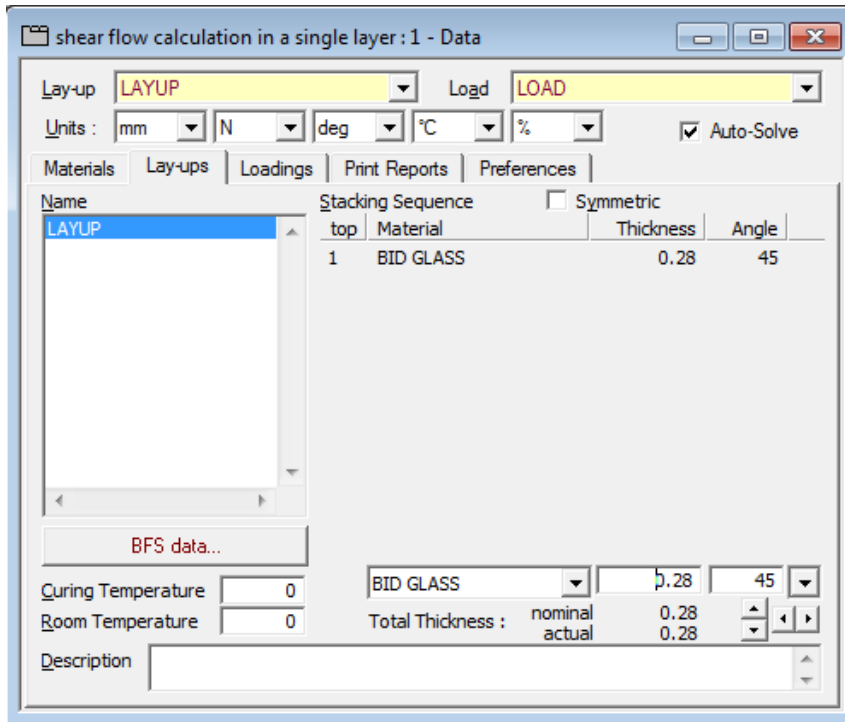 shear flow calculation in a single layer : 1 - Data
Lay-up LAYUP Load LOAD
Units : mm N deg °C % Auto-Solve
Materials Lay-ups Loadings Print Reports Preferences
Name Stacking Sequence Symmetric
LAYUP top Material Thickness Angle
1 BID GLASS 0.28 45
BFS data...
BID GLASS 0.28 45
Curing Temperature 0
Total Thickness : nominal 0.28
Room Temperature 0
actual 0.28
Description